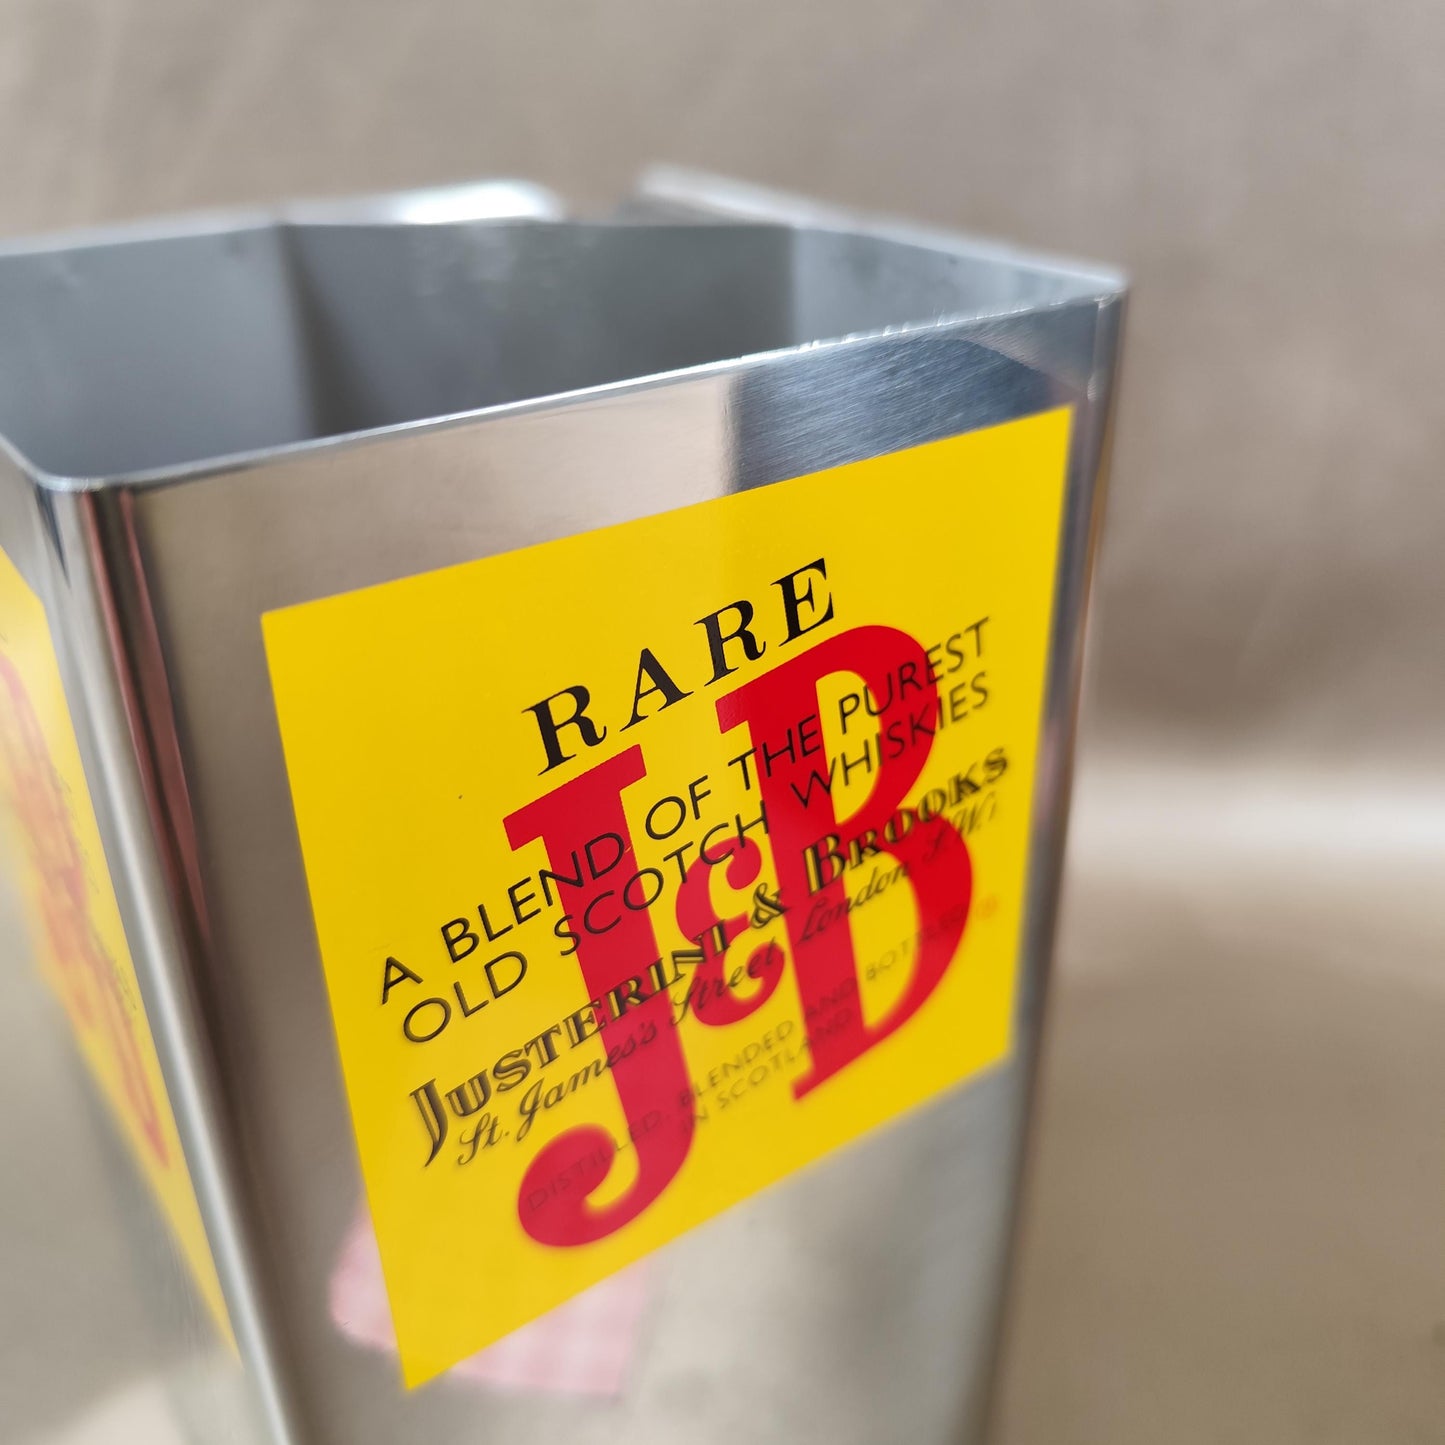 RARE
J&B
A BLEND OF THE PUREST
OLD SCOTCH WHISKIES
JUSTERINI & BROOKS
St. James's Street, London S.W.1.
DISTILLED, BLENDED AND BOTTLED
IN SCOTLAND